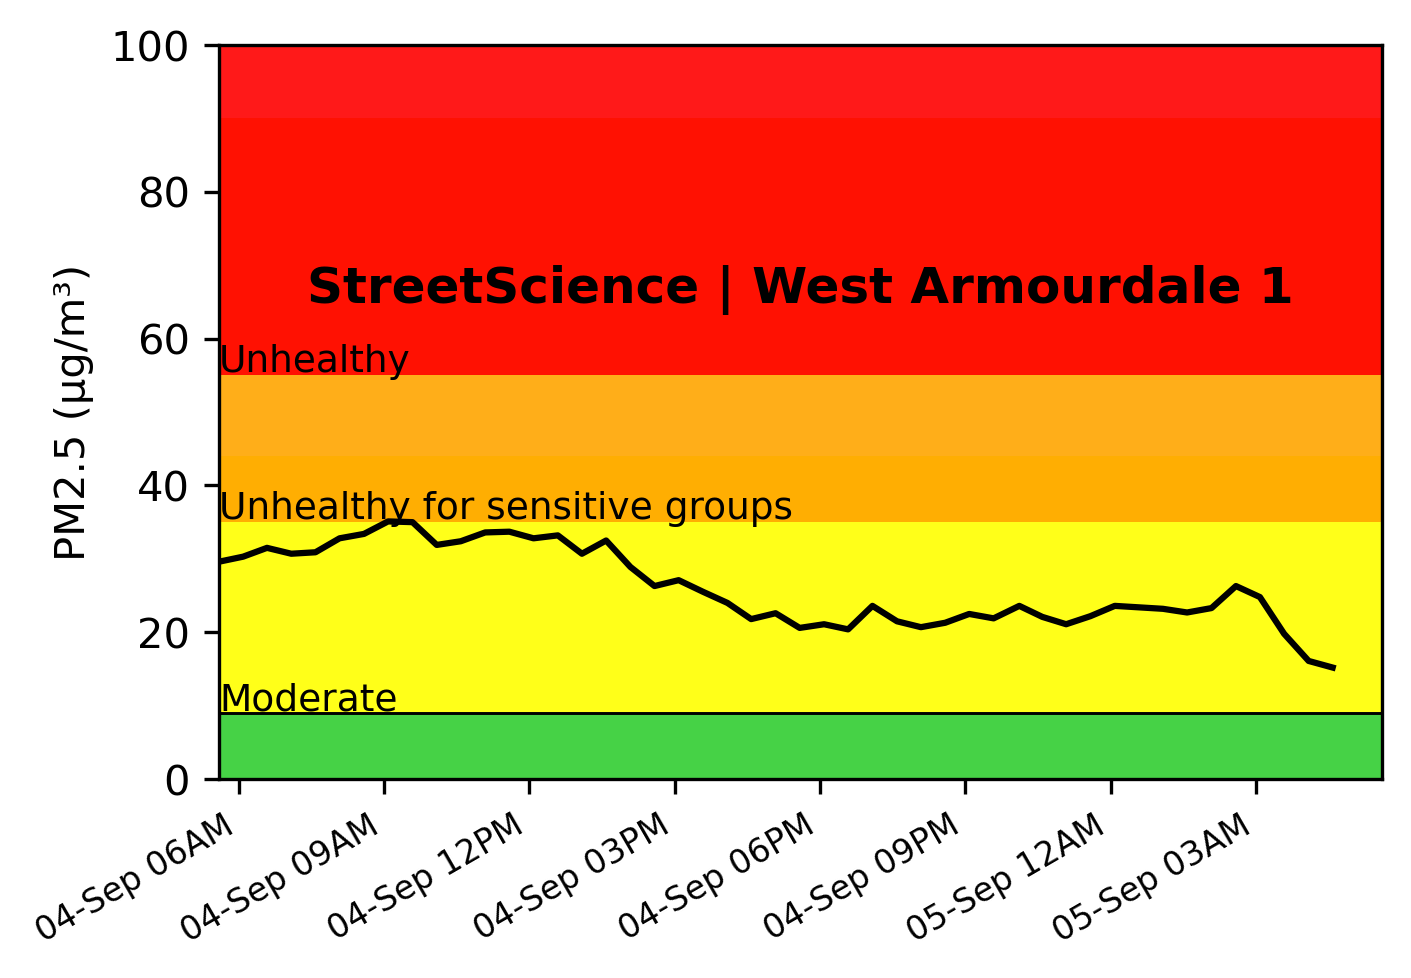 100
80
60
40
20
0
PM2.5 (µg/m³)
StreetScience | West Armourdale 1
Unhealthy
Unhealthy for sensitive groups
Moderate
04-Sep 06AM
04-Sep 09AM
04-Sep 12PM
04-Sep 03PM
04-Sep 06PM
04-Sep 09PM
05-Sep 12AM
05-Sep 03AM